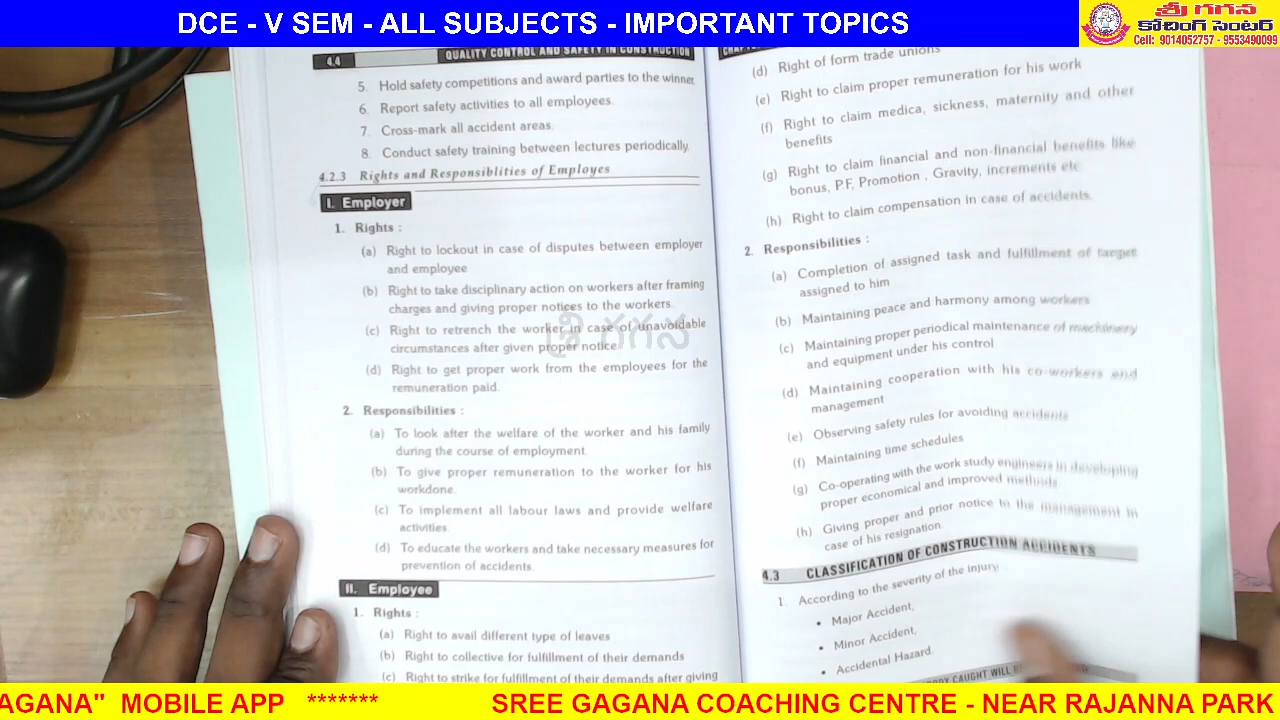 DCE - V SEM - ALL SUBJECTS - IMPORTANT TOPICS
శ్రీ గగన
కోచింగ్ సెంటర్
Cell: 9014052757 - 9553490099
4.4 QUALITY CONTROL AND SAFETY IN CONSTRUCTION
5. Hold safety competitions and award parties to the winner.
6. Report safety activities to all employees.
7. Cross-mark all accident areas.
8. Conduct safety training between lectures periodically.
4.2.3 Rights and Responsiblities of Employes
I. Employer
1. Rights :
(a) Right to lockout in case of disputes between employer
and employee
(b) Right to take disciplinary action on workers after framing
charges and giving proper notices to the workers.
(c) Right to retrench the worker in case of unavoidable
circumstances after given proper notice
(d) Right to get proper work from the employees for the
remuneration paid.
2. Responsibilities :
(a) To look after the welfare of the worker and his family
during the course of employment.
(b) To give proper remuneration to the worker for his
workdone.
(c) To implement all labour laws and provide welfare
activities.
(d) To educate the workers and take necessary measures for
prevention of accidents.
II. Employee
1. Rights :
(a) Right to avail different type of leaves
(b) Right to collective for fulfillment of their demands
(c) Right to strike for fulfillment of their demands after giving
(d) Right of form trade unions
(e) Right to claim proper remuneration for his work
(f) Right to claim medica, sickness, maternity and other
benefits
(g) Right to claim financial and non-financial benefits like
bonus, P.F, Promotion , Gravity, increments etc
(h) Right to claim compensation in case of accidents.
2. Responsibilities :
(a) Completion of assigned task and fulfillment of target
assigned to him
(b) Maintaining peace and harmony among workers
(c) Maintaining proper periodical maintenance of machinery
and equipment under his control
(d) Maintaining cooperation with his co-workers and
management
(e) Observing safety rules for avoiding accidents
(f) Maintaining time schedules
(g) Co-operating with the work study engineers in developing
proper economical and improved methods
(h) Giving proper and prior notice to the management in
case of his resignation.
4.3 CLASSIFICATION OF CONSTRUCTION ACCIDENTS
1. According to the severity of the injury
• Major Accident,
• Minor Accident,
• Accidental Hazard.
CAUGHT WILL
శ్రీ గగన
AGANA" MOBILE APP ******* SREE GAGANA COACHING CENTRE - NEAR RAJANNA PARK